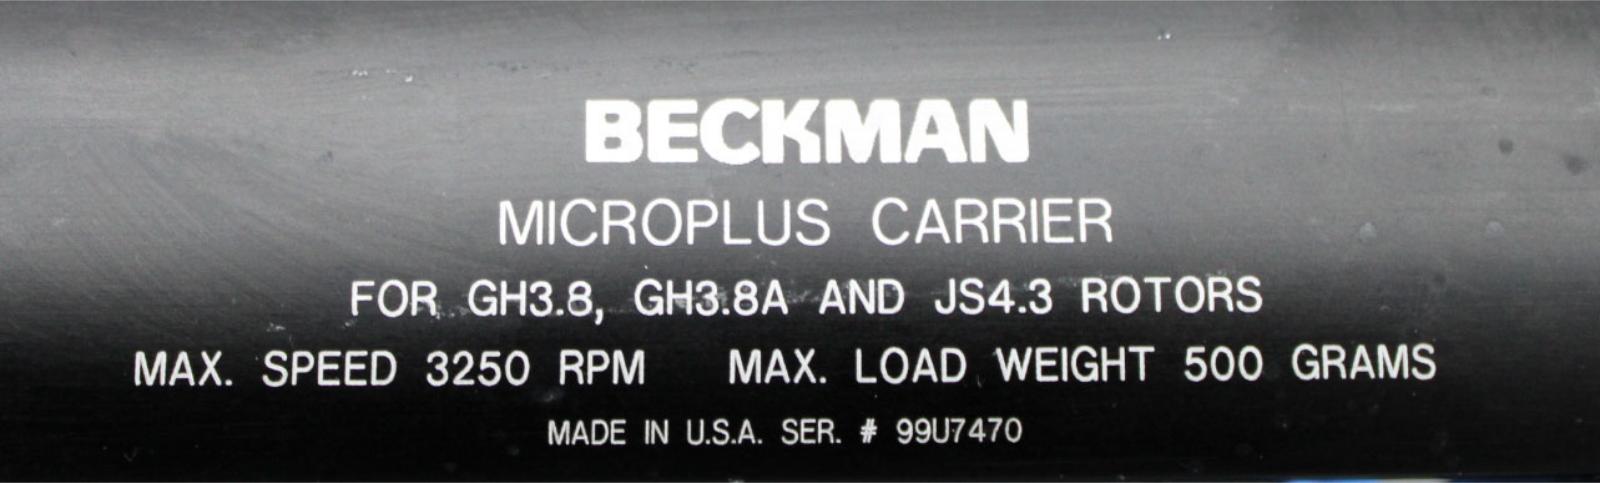 BECKMAN
MICROPLUS CARRIER
FOR GH3.8, GH3.8A AND JS4.3 ROTORS
MAX. SPEED 3250 RPM MAX. LOAD WEIGHT 500 GRAMS
MADE IN U.S.A. SER. # 99U7470